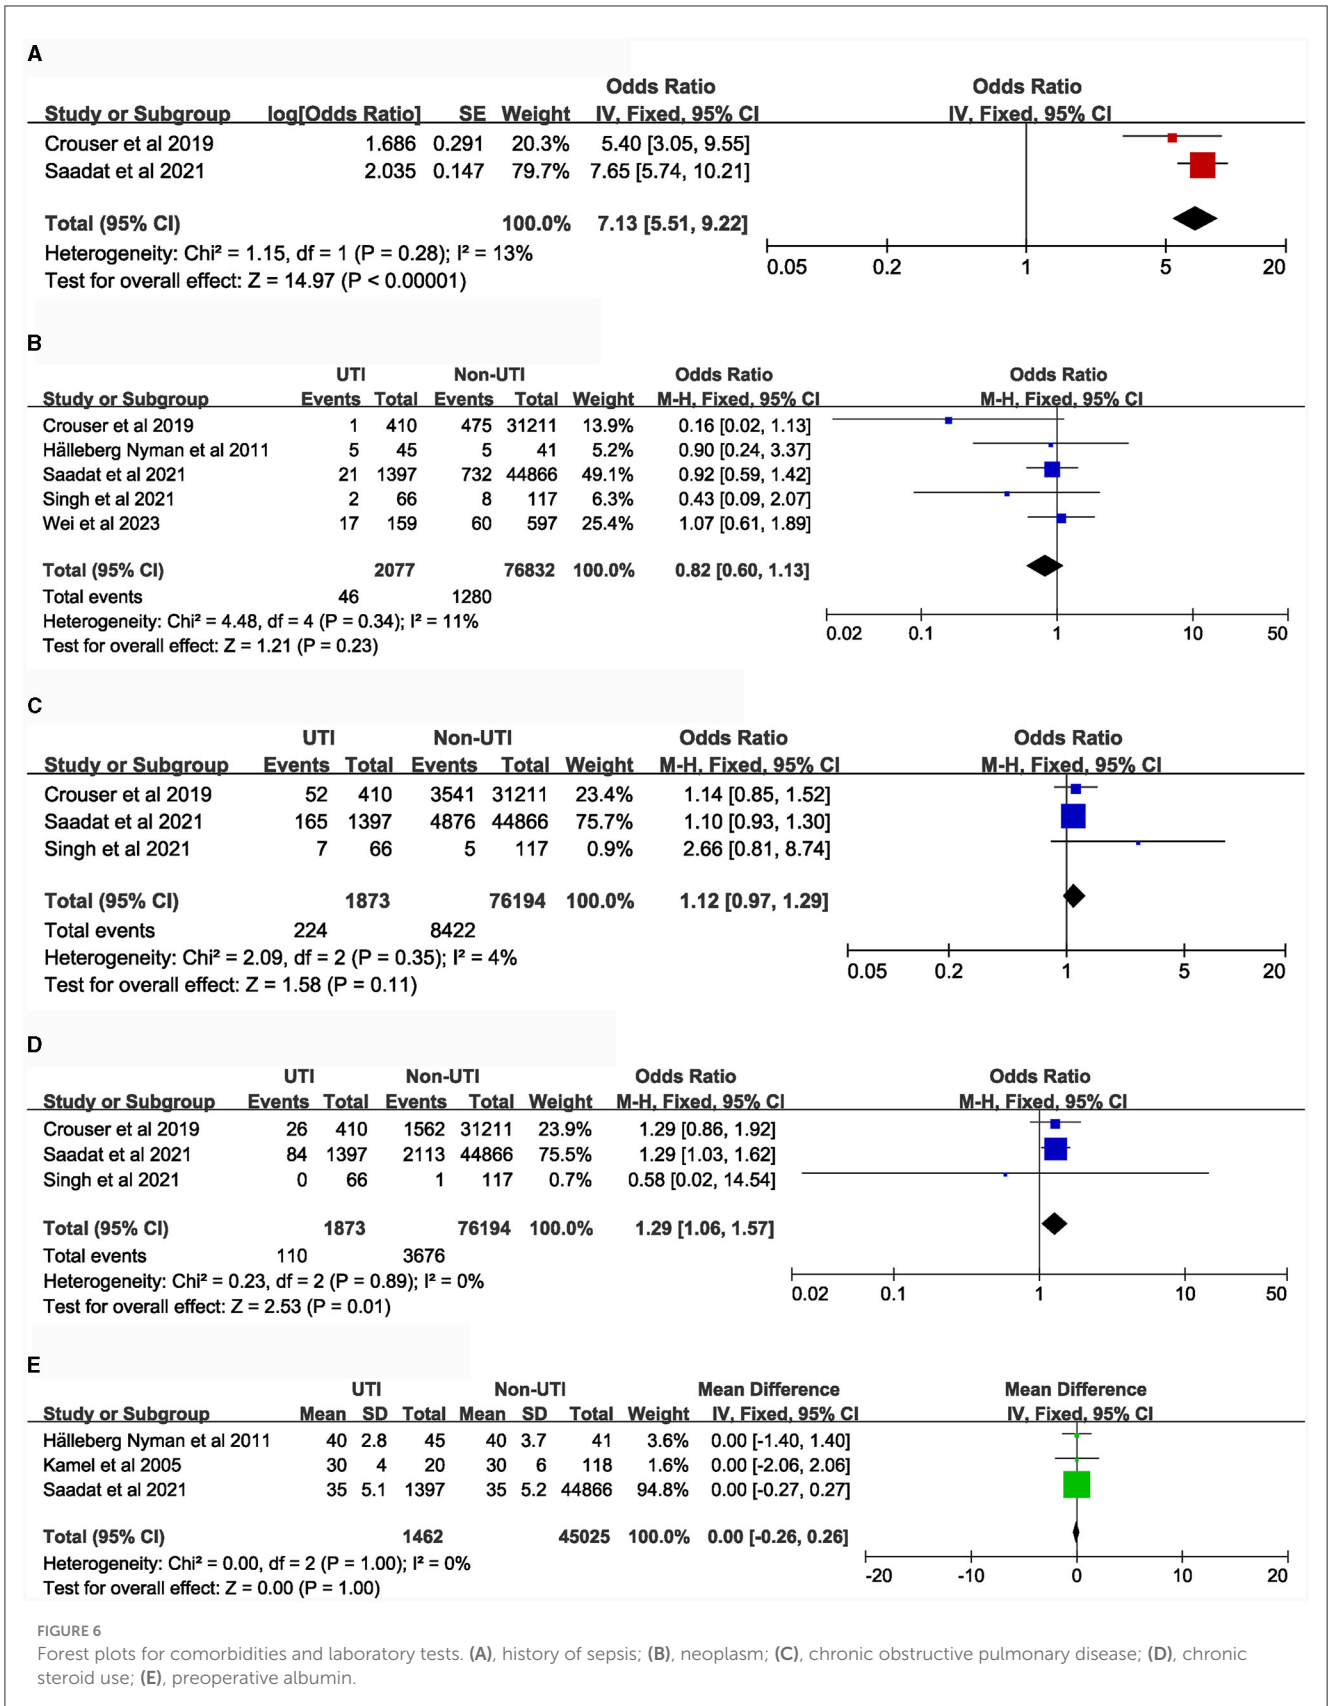 A
Odds Ratio Odds Ratio
Study or Subgroup log[Odds Ratio] SE Weight IV, Fixed, 95% CI IV, Fixed, 95% CI
Crouser et al 2019 1.686 0.291 20.3% 5.40 [3.05, 9.55]
Saadat et al 2021 2.035 0.147 79.7% 7.65 [5.74, 10.21]
Total (95% CI) 100.0% 7.13 [5.51, 9.22]
Heterogeneity: Chi² = 1.15, df = 1 (P = 0.28); I² = 13%
Test for overall effect: Z = 14.97 (P < 0.00001)
0.05 0.2 1 5 20
B
UTI Non-UTI Odds Ratio Odds Ratio
Study or Subgroup Events Total Events Total Weight M-H, Fixed, 95% CI M-H, Fixed, 95% CI
Crouser et al 2019 1 410 475 31211 13.9% 0.16 [0.02, 1.13]
Hälleberg Nyman et al 2011 5 45 5 41 5.2% 0.90 [0.24, 3.37]
Saadat et al 2021 21 1397 732 44866 49.1% 0.92 [0.59, 1.42]
Singh et al 2021 2 66 8 117 6.3% 0.43 [0.09, 2.07]
Wei et al 2023 17 159 60 597 25.4% 1.07 [0.61, 1.89]
Total (95% CI) 2077 76832 100.0% 0.82 [0.60, 1.13]
Total events 46 1280
Heterogeneity: Chi² = 4.48, df = 4 (P = 0.34); I² = 11%
Test for overall effect: Z = 1.21 (P = 0.23)
0.02 0.1 1 10 50
C
UTI Non-UTI Odds Ratio Odds Ratio
Study or Subgroup Events Total Events Total Weight M-H, Fixed, 95% CI M-H, Fixed, 95% CI
Crouser et al 2019 52 410 3541 31211 23.4% 1.14 [0.85, 1.52]
Saadat et al 2021 165 1397 4876 44866 75.7% 1.10 [0.93, 1.30]
Singh et al 2021 7 66 5 117 0.9% 2.66 [0.81, 8.74]
Total (95% CI) 1873 76194 100.0% 1.12 [0.97, 1.29]
Total events 224 8422
Heterogeneity: Chi² = 2.09, df = 2 (P = 0.35); I² = 4%
Test for overall effect: Z = 1.58 (P = 0.11)
0.05 0.2 1 5 20
D
UTI Non-UTI Odds Ratio Odds Ratio
Study or Subgroup Events Total Events Total Weight M-H, Fixed, 95% CI M-H, Fixed, 95% CI
Crouser et al 2019 26 410 1562 31211 23.9% 1.29 [0.86, 1.92]
Saadat et al 2021 84 1397 2113 44866 75.5% 1.29 [1.03, 1.62]
Singh et al 2021 0 66 1 117 0.7% 0.58 [0.02, 14.54]
Total (95% CI) 1873 76194 100.0% 1.29 [1.06, 1.57]
Total events 110 3676
Heterogeneity: Chi² = 0.23, df = 2 (P = 0.89); I² = 0%
Test for overall effect: Z = 2.53 (P = 0.01)
0.02 0.1 1 10 50
E
UTI Non-UTI Mean Difference Mean Difference
Study or Subgroup Mean SD Total Mean SD Total Weight IV, Fixed, 95% CI IV, Fixed, 95% CI
Hälleberg Nyman et al 2011 40 2.8 45 40 3.7 41 3.6% 0.00 [-1.40, 1.40]
Kamel et al 2005 30 4 20 30 6 118 1.6% 0.00 [-2.06, 2.06]
Saadat et al 2021 35 5.1 1397 35 5.2 44866 94.8% 0.00 [-0.27, 0.27]
Total (95% CI) 1462 45025 100.0% 0.00 [-0.26, 0.26]
Heterogeneity: Chi² = 0.00, df = 2 (P = 1.00); I² = 0%
Test for overall effect: Z = 0.00 (P = 1.00)
-20 -10 0 10 20
FIGURE 6
Forest plots for comorbidities and laboratory tests. (A), history of sepsis; (B), neoplasm; (C), chronic obstructive pulmonary disease; (D), chronic
steroid use; (E), preoperative albumin.